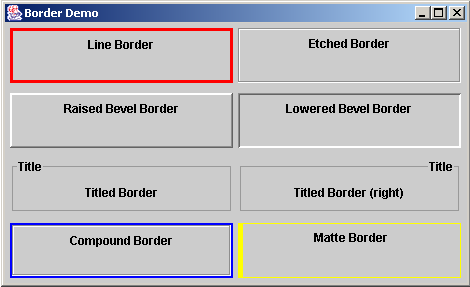 Border Demo
Line Border
Etched Border
Raised Bevel Border
Lowered Bevel Border
Title
Title
Titled Border
Titled Border (right)
Compound Border
Matte Border